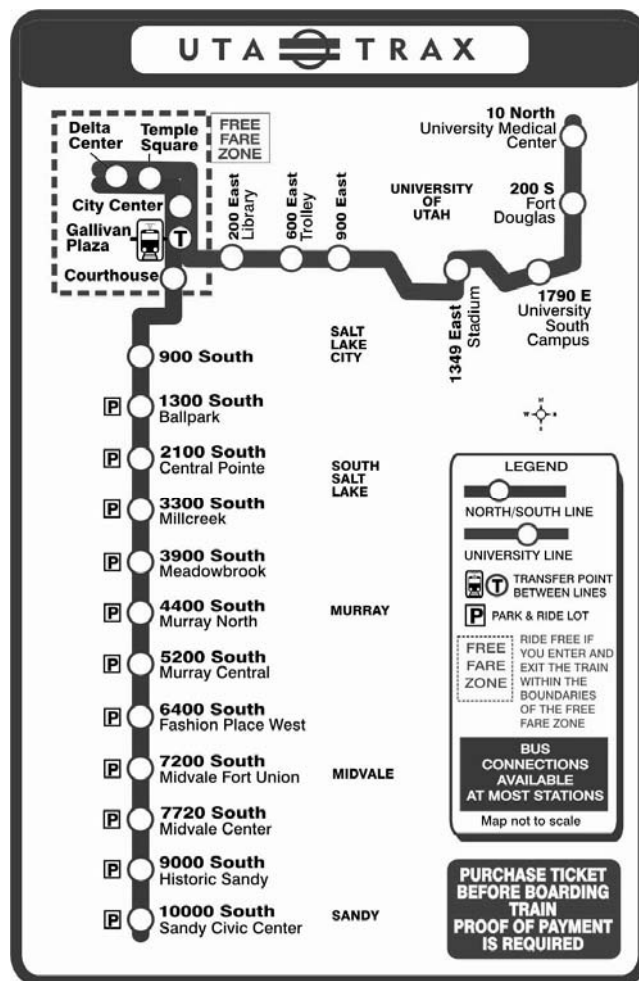 UTA TRAX
Delta
Center
Temple
Square
FREE
FARE
ZONE
City Center
Gallivan
Plaza
T
Courthouse
200 East
Library
600 East
Trolley
900 East
UNIVERSITY
OF
UTAH
10 North
University Medical
Center
200 S
Fort
Douglas
1349 East
Stadium
1790 E
University
South
Campus
900 South
SALT
LAKE
CITY
P
1300 South
Ballpark
P
2100 South
Central Pointe
SOUTH
SALT
LAKE
P
3300 South
Millcreek
P
3900 South
Meadowbrook
P
4400 South
Murray North
MURRAY
P
5200 South
Murray Central
P
6400 South
Fashion Place West
P
7200 South
Midvale Fort Union
MIDVALE
P
7720 South
Midvale Center
P
9000 South
Historic Sandy
P
10000 South
Sandy Civic Center
SANDY
LEGEND
NORTH/SOUTH LINE
UNIVERSITY LINE
T
TRANSFER POINT
BETWEEN LINES
P PARK & RIDE LOT
FREE
FARE
ZONE
RIDE FREE IF
YOU ENTER AND
EXIT THE TRAIN
WITHIN THE
BOUNDARIES
OF THE FREE
FARE ZONE
BUS
CONNECTIONS
AVAILABLE
AT MOST STATIONS
Map not to scale
PURCHASE TICKET
BEFORE BOARDING
TRAIN
PROOF OF PAYMENT
IS REQUIRED